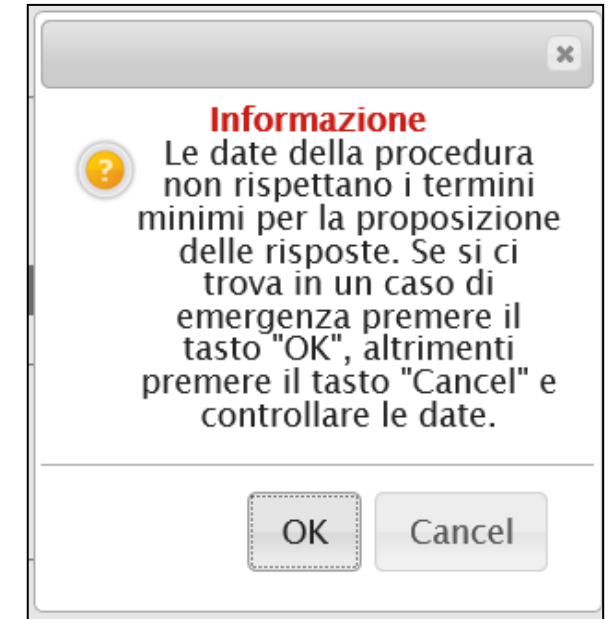 Informazione
Le date della procedura
non rispettano i termini
minimi per la proposizione
delle risposte. Se si ci
trova in un caso di
emergenza premere il
tasto "OK", altrimenti
premere il tasto "Cancel" e
controllare le date.
OK Cancel